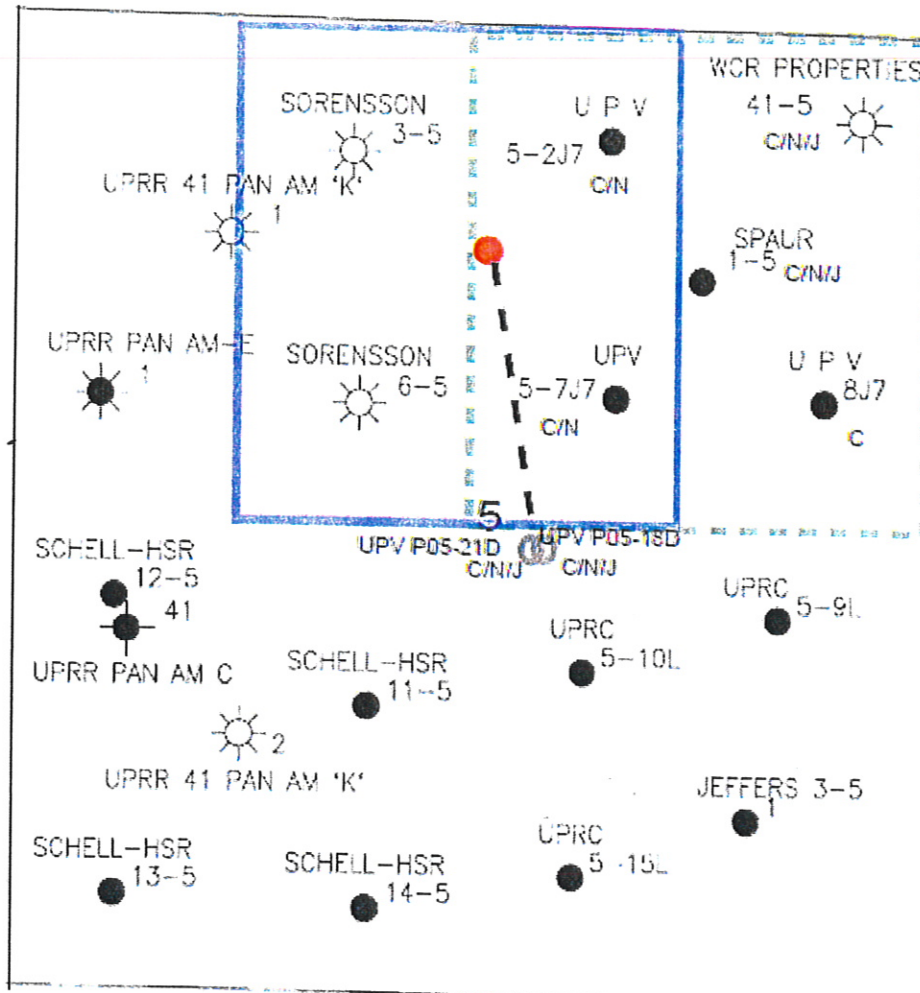 WCR PROPERTIES
41-5
C/N/J
SORENSSON
3-5
U P V
5-2J7
C/N
UPRR 41 PAN AM 'K'
1
SPAUR
1-5
C/N/J
UPRR PAN AM-E
1
SORENSSON
6-5
UPV
5-7J7
C/N
U P V
8J7
C
5
UPV P05-21D
C/N/J
UPV P05-18D
C/N/J
SCHELL-HSR
12-5
41
UPRR PAN AM C
SCHELL-HSR
11-5
UPRC
5-10L
UPRC
5-9L
2
UPRR 41 PAN AM 'K'
JEFFERS 3-5
1
SCHELL-HSR
13-5
SCHELL-HSR
14-5
UPRC
5-15L